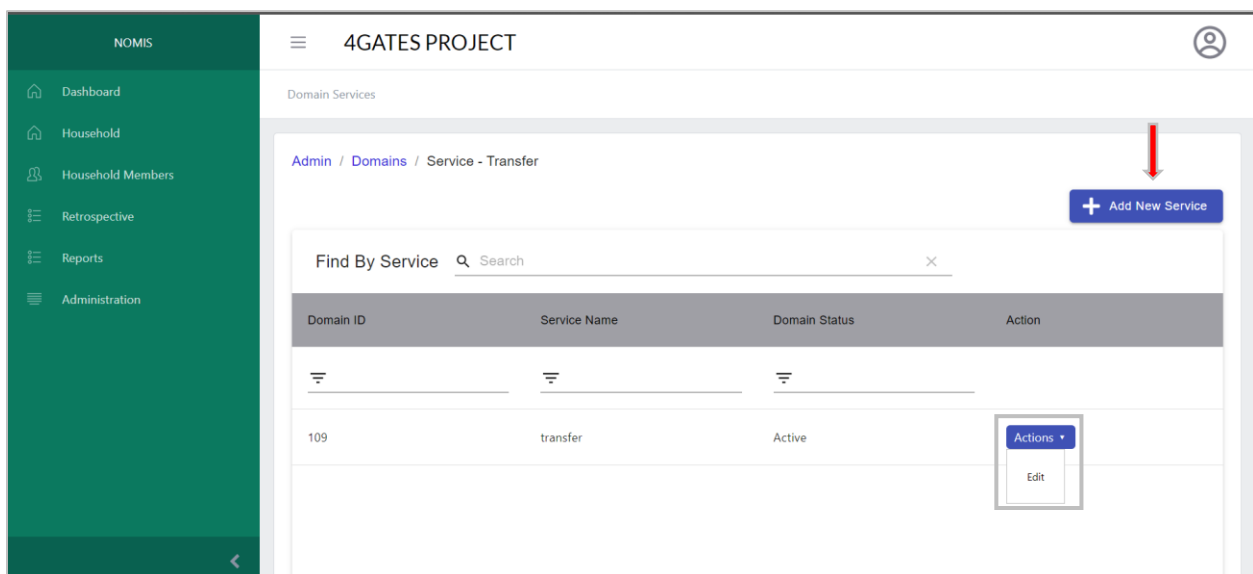 NOMIS
4GATES PROJECT
Dashboard
Household
Household Members
Retrospective
Reports
Administration
Domain Services
Admin / Domains / Service - Transfer
Add New Service
Find By Service Search
Domain ID Service Name Domain Status Action
109 transfer Active Actions
Edit